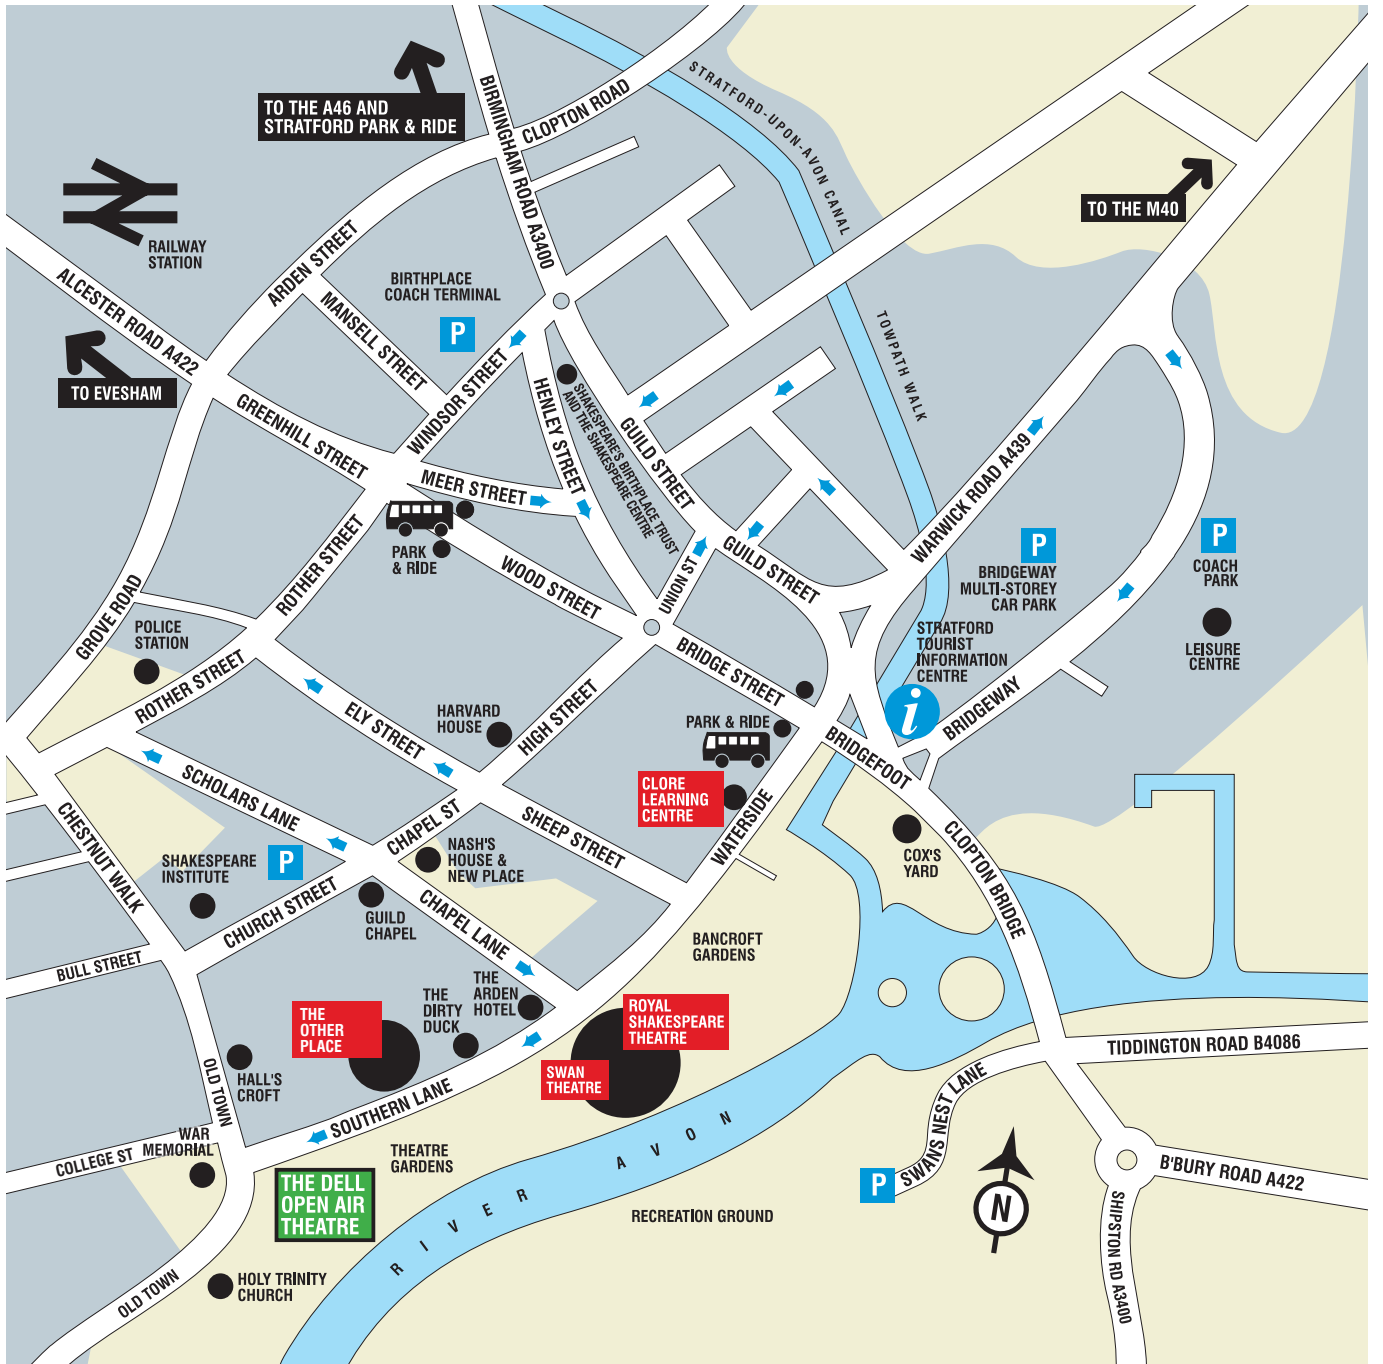 TO THE A46 AND
STRATFORD PARK & RIDE
BIRMINGHAM ROAD A3400
CLOPTON ROAD
STRATFORD-UPON-AVON CANAL
TO THE M40
RAILWAY
STATION
ARDEN STREET
ALCESTER ROAD A422
BIRTHPLACE
COACH TERMINAL
P
MANSELL STREET
TOWPATH WALK
TO EVESHAM
WINDSOR STREET
HENLEY STREET
SHAKESPEARE'S BIRTHPLACE TRUST
AND THE SHAKESPEARE CENTRE
GUILD STREET
GREENHILL STREET
MEER STREET
WARWICK ROAD A439
PARK
& RIDE
ROTHER STREET
WOOD STREET
UNION ST
GUILD STREET
P
BRIDGEWAY
MULTI-STOREY
CAR PARK
P
COACH
PARK
GROVE ROAD
POLICE
STATION
STRATFORD
TOURIST
INFORMATION
CENTRE
i
LEISURE
CENTRE
ROTHER STREET
BRIDGE STREET
BRIDGEWAY
ELY STREET
HARVARD
HOUSE
HIGH STREET
PARK & RIDE
BRIDGEFOOT
CLORE
LEARNING
CENTRE
WATERSIDE
SCHOLARS LANE
CHAPEL ST
SHEEP STREET
CHESTNUT WALK
SHAKESPEARE
INSTITUTE
P
NASH'S
HOUSE &
NEW PLACE
COX'S
YARD
CLOPTON BRIDGE
CHURCH STREET
GUILD
CHAPEL
CHAPEL LANE
BANCROFT
GARDENS
BULL STREET
THE
OTHER
PLACE
THE
DIRTY
DUCK
THE
ARDEN
HOTEL
ROYAL
SHAKESPEARE
THEATRE
SWAN
THEATRE
TIDDINGTON ROAD B4086
OLD TOWN
HALL'S
CROFT
SOUTHERN LANE
SWANS NEST LANE
WAR
MEMORIAL
COLLEGE ST
THEATRE
GARDENS
RIVER AVON
P
B'BURY ROAD A422
THE DELL
OPEN AIR
THEATRE
RECREATION GROUND
N
SHIPSTON RD A3400
OLD TOWN
HOLY TRINITY
CHURCH